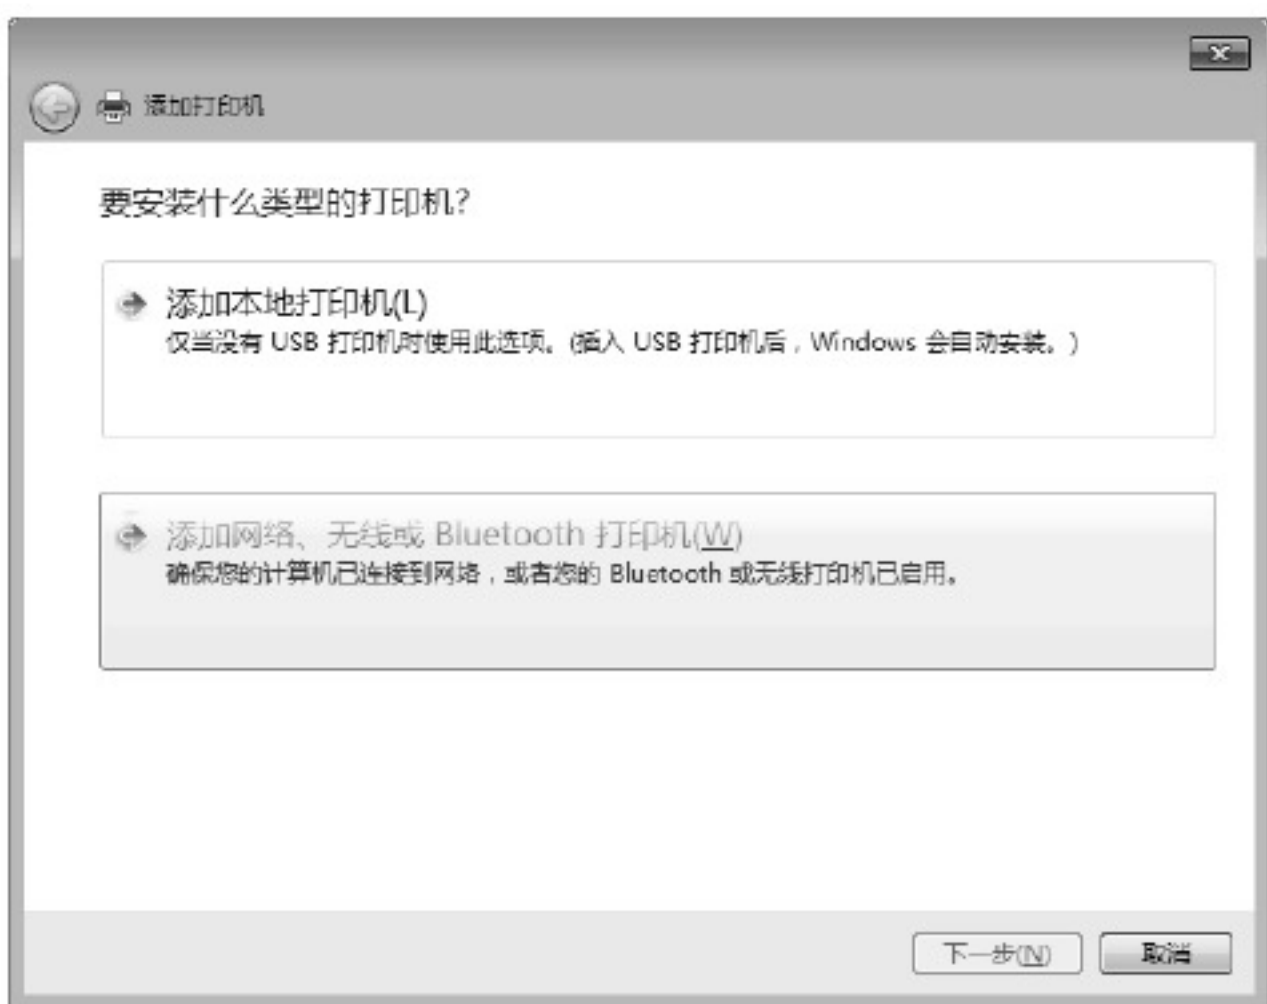 添加打印机
要安装什么类型的打印机?
添加本地打印机(L)
仅当没有 USB 打印机时使用此选项。(插入 USB 打印机后，Windows 会自动安装。)
添加网络、无线或 Bluetooth 打印机(W)
确保您的计算机已连接到网络，或者您的 Bluetooth 或无线打印机已启用。
下一步(N)
取消